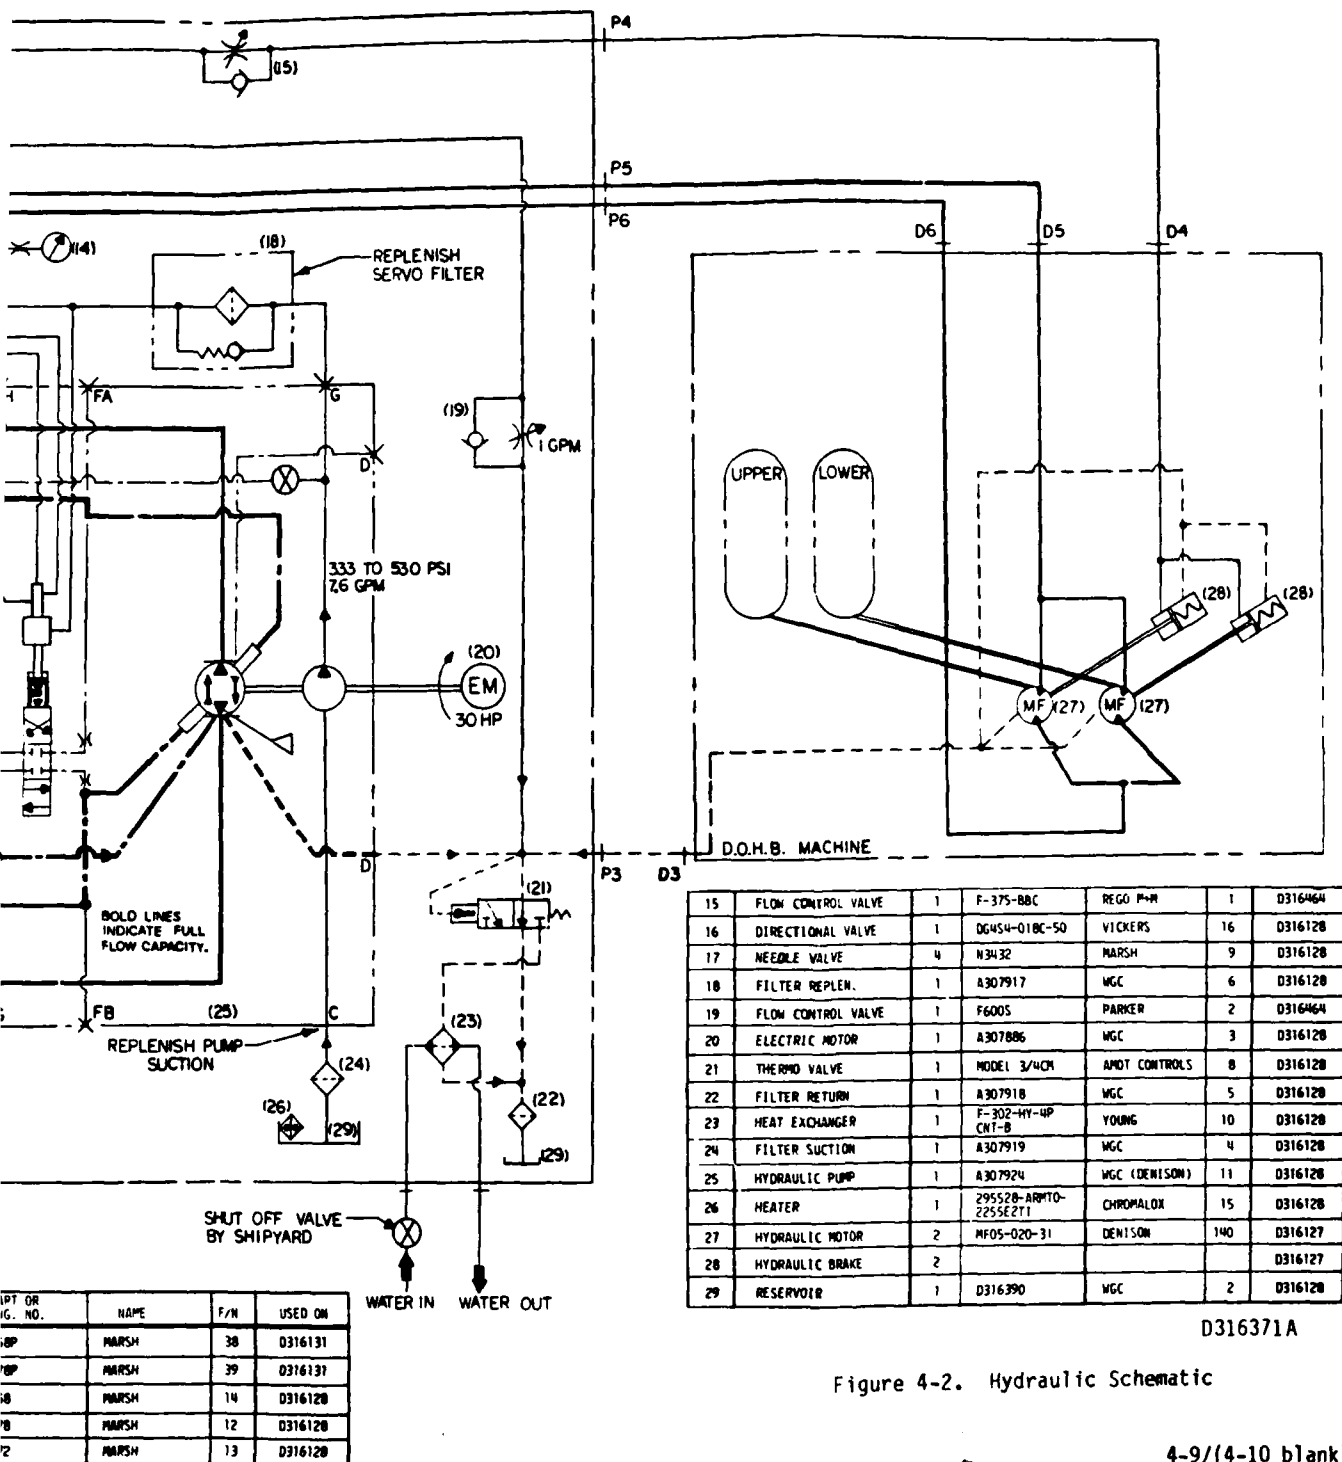 P4
(15)
P5
P6
D6 D5 D4
(14)
(18)
REPLENISH
SERVO FILTER
FA
G
(19)
1 GPM
D
UPPER
LOWER
333 TO 530 PSI
7.6 GPM
(28)
(28)
(20)
EM
30 HP
MF (27)
MF (27)
D
P3
D3
D.O.H.B. MACHINE
(21)
BOLD LINES
INDICATE FULL
FLOW CAPACITY.
FB
(25)
C
(23)
REPLENISH PUMP
SUCTION
(24)
(22)
(26)
(29)
(29)
SHUT OFF VALVE
BY SHIPYARD
WATER IN WATER OUT
15 FLOW CONTROL VALVE 1 F-375-BBC REGO M+M 1 D316464
16 DIRECTIONAL VALVE 1 DG4S4-018C-50 VICKERS 16 D316128
17 NEEDLE VALVE 4 N3432 MARSH 9 D316128
18 FILTER REPLEN. 1 A307917 WGC 6 D316128
19 FLOW CONTROL VALVE 1 F600S PARKER 2 D316464
20 ELECTRIC MOTOR 1 A307886 WGC 3 D316128
21 THERMO VALVE 1 MODEL 3/4CM AMOT CONTROLS 8 D316128
22 FILTER RETURN 1 A307918 WGC 5 D316128
23 HEAT EXCHANGER 1 F-302-HY-4P CNT-B YOUNG 10 D316128
24 FILTER SUCTION 1 A307919 WGC 4 D316128
25 HYDRAULIC PUMP 1 A307924 WGC (DENISON) 11 D316128
26 HEATER 1 295528-ARMTO-2255E2T1 CHROMALOX 15 D316128
27 HYDRAULIC MOTOR 2 MF05-020-31 DENISON 140 D316127
28 HYDRAULIC BRAKE 2 D316127
29 RESERVOIR 1 D316390 WGC 2 D316128
NAME F/N USED ON
MARSH 38 D316131
MARSH 39 D316131
MARSH 14 D316128
MARSH 12 D316128
MARSH 13 D316128
D316371A
Figure 4-2. Hydraulic Schematic
4-9/(4-10 blank